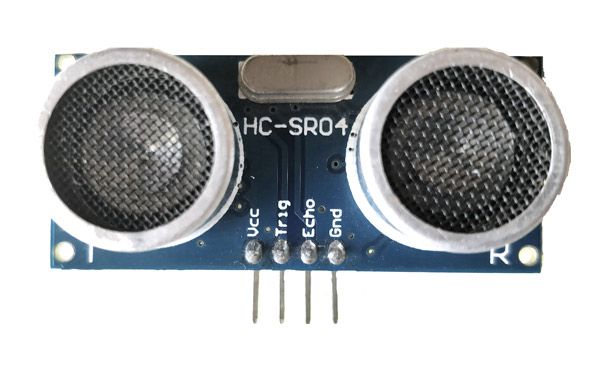 HC-SR04
Vcc
Trig
Echo
Gnd
T
R